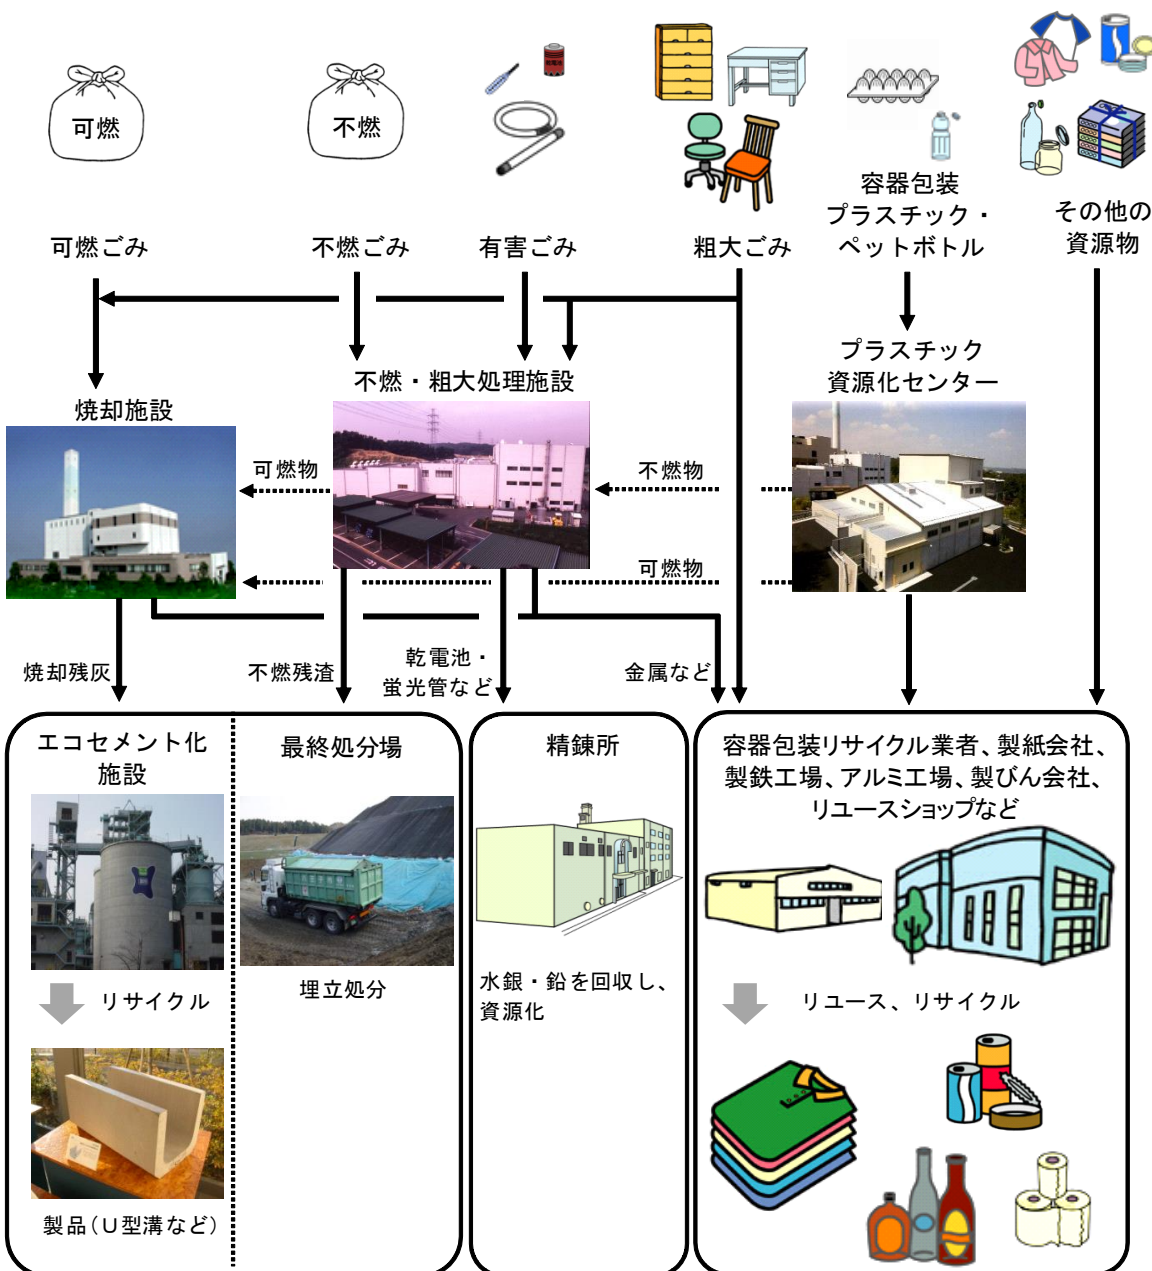 可燃
不燃
可燃ごみ
不燃ごみ
有害ごみ
粗大ごみ
容器包装
プラスチック・
ペットボトル
その他の
資源物
焼却施設
不燃・粗大処理施設
プラスチック
資源化センター
可燃物
不燃物
可燃物
焼却残灰
不燃残渣
乾電池・
蛍光管など
金属など
エコセメント化
施設
リサイクル
製品(U型溝など)
最終処分場
埋立処分
精錬所
水銀・鉛を回収し、
資源化
容器包装リサイクル業者、製紙会社、
製鉄工場、アルミ工場、製びん会社、
リユースショップなど
リユース、リサイクル